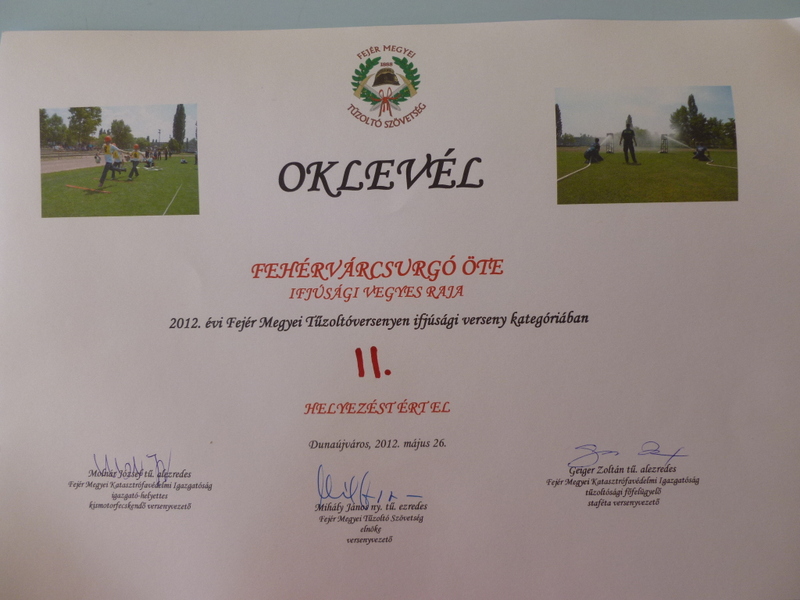 FEJÉR MEGYEI
TŰZOLTÓ SZÖVETSÉG
OKLEVÉL
FEHÉRVÁRCSURGÓ ÖTE
IFJÚSÁGI VEGYES RAJA
2012. évi Fejér Megyei Tűzoltóversenyen ifjúsági verseny kategóriában
II.
HELYEZÉST ÉRT EL
Dunaújváros, 2012. május 26.
Molnár József tű. alezredes
Fejér Megyei Katasztrófavédelmi Igazgatóság
igazgató-helyettes
kismotorfecskendő versenyvezető
Mihály János ny. tű. ezredes
Fejér Megyei Tűzoltó Szövetség
elnöke
versenyvezető
Geiger Zoltán tű. alezredes
Fejér Megyei Katasztrófavédelmi Igazgatóság
tűzoltósági főfelügyelő
staféta versenyvezető